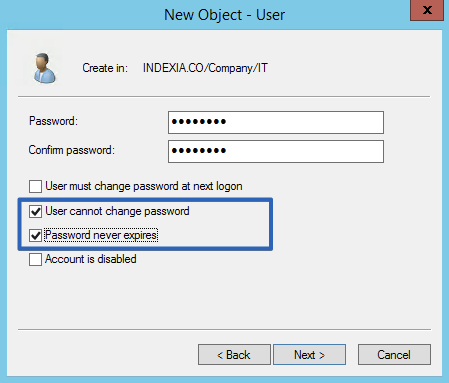 New Object - User
x
Create in: INDEXIA.CO/Company/IT
Password: ●●●●●●●●
Confirm password: ●●●●●●●●
User must change password at next logon
User cannot change password
Password never expires
Account is disabled
< Back Next > Cancel